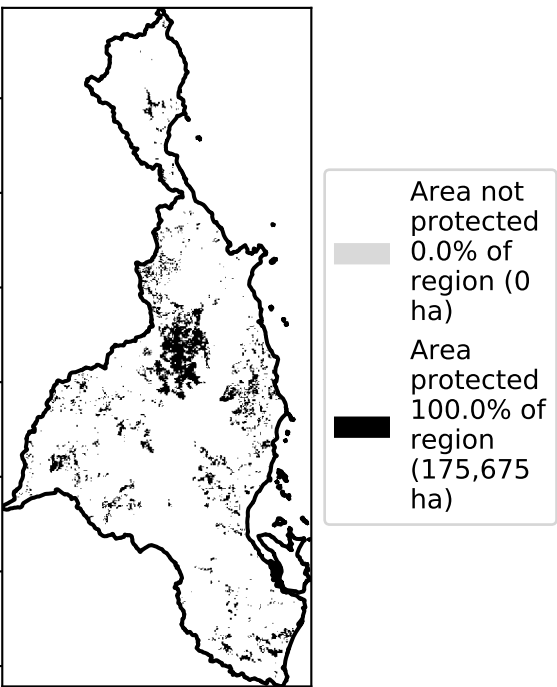 Area not
protected
0.0% of
region (0
ha)
Area
protected
100.0% of
region
(175,675
ha)